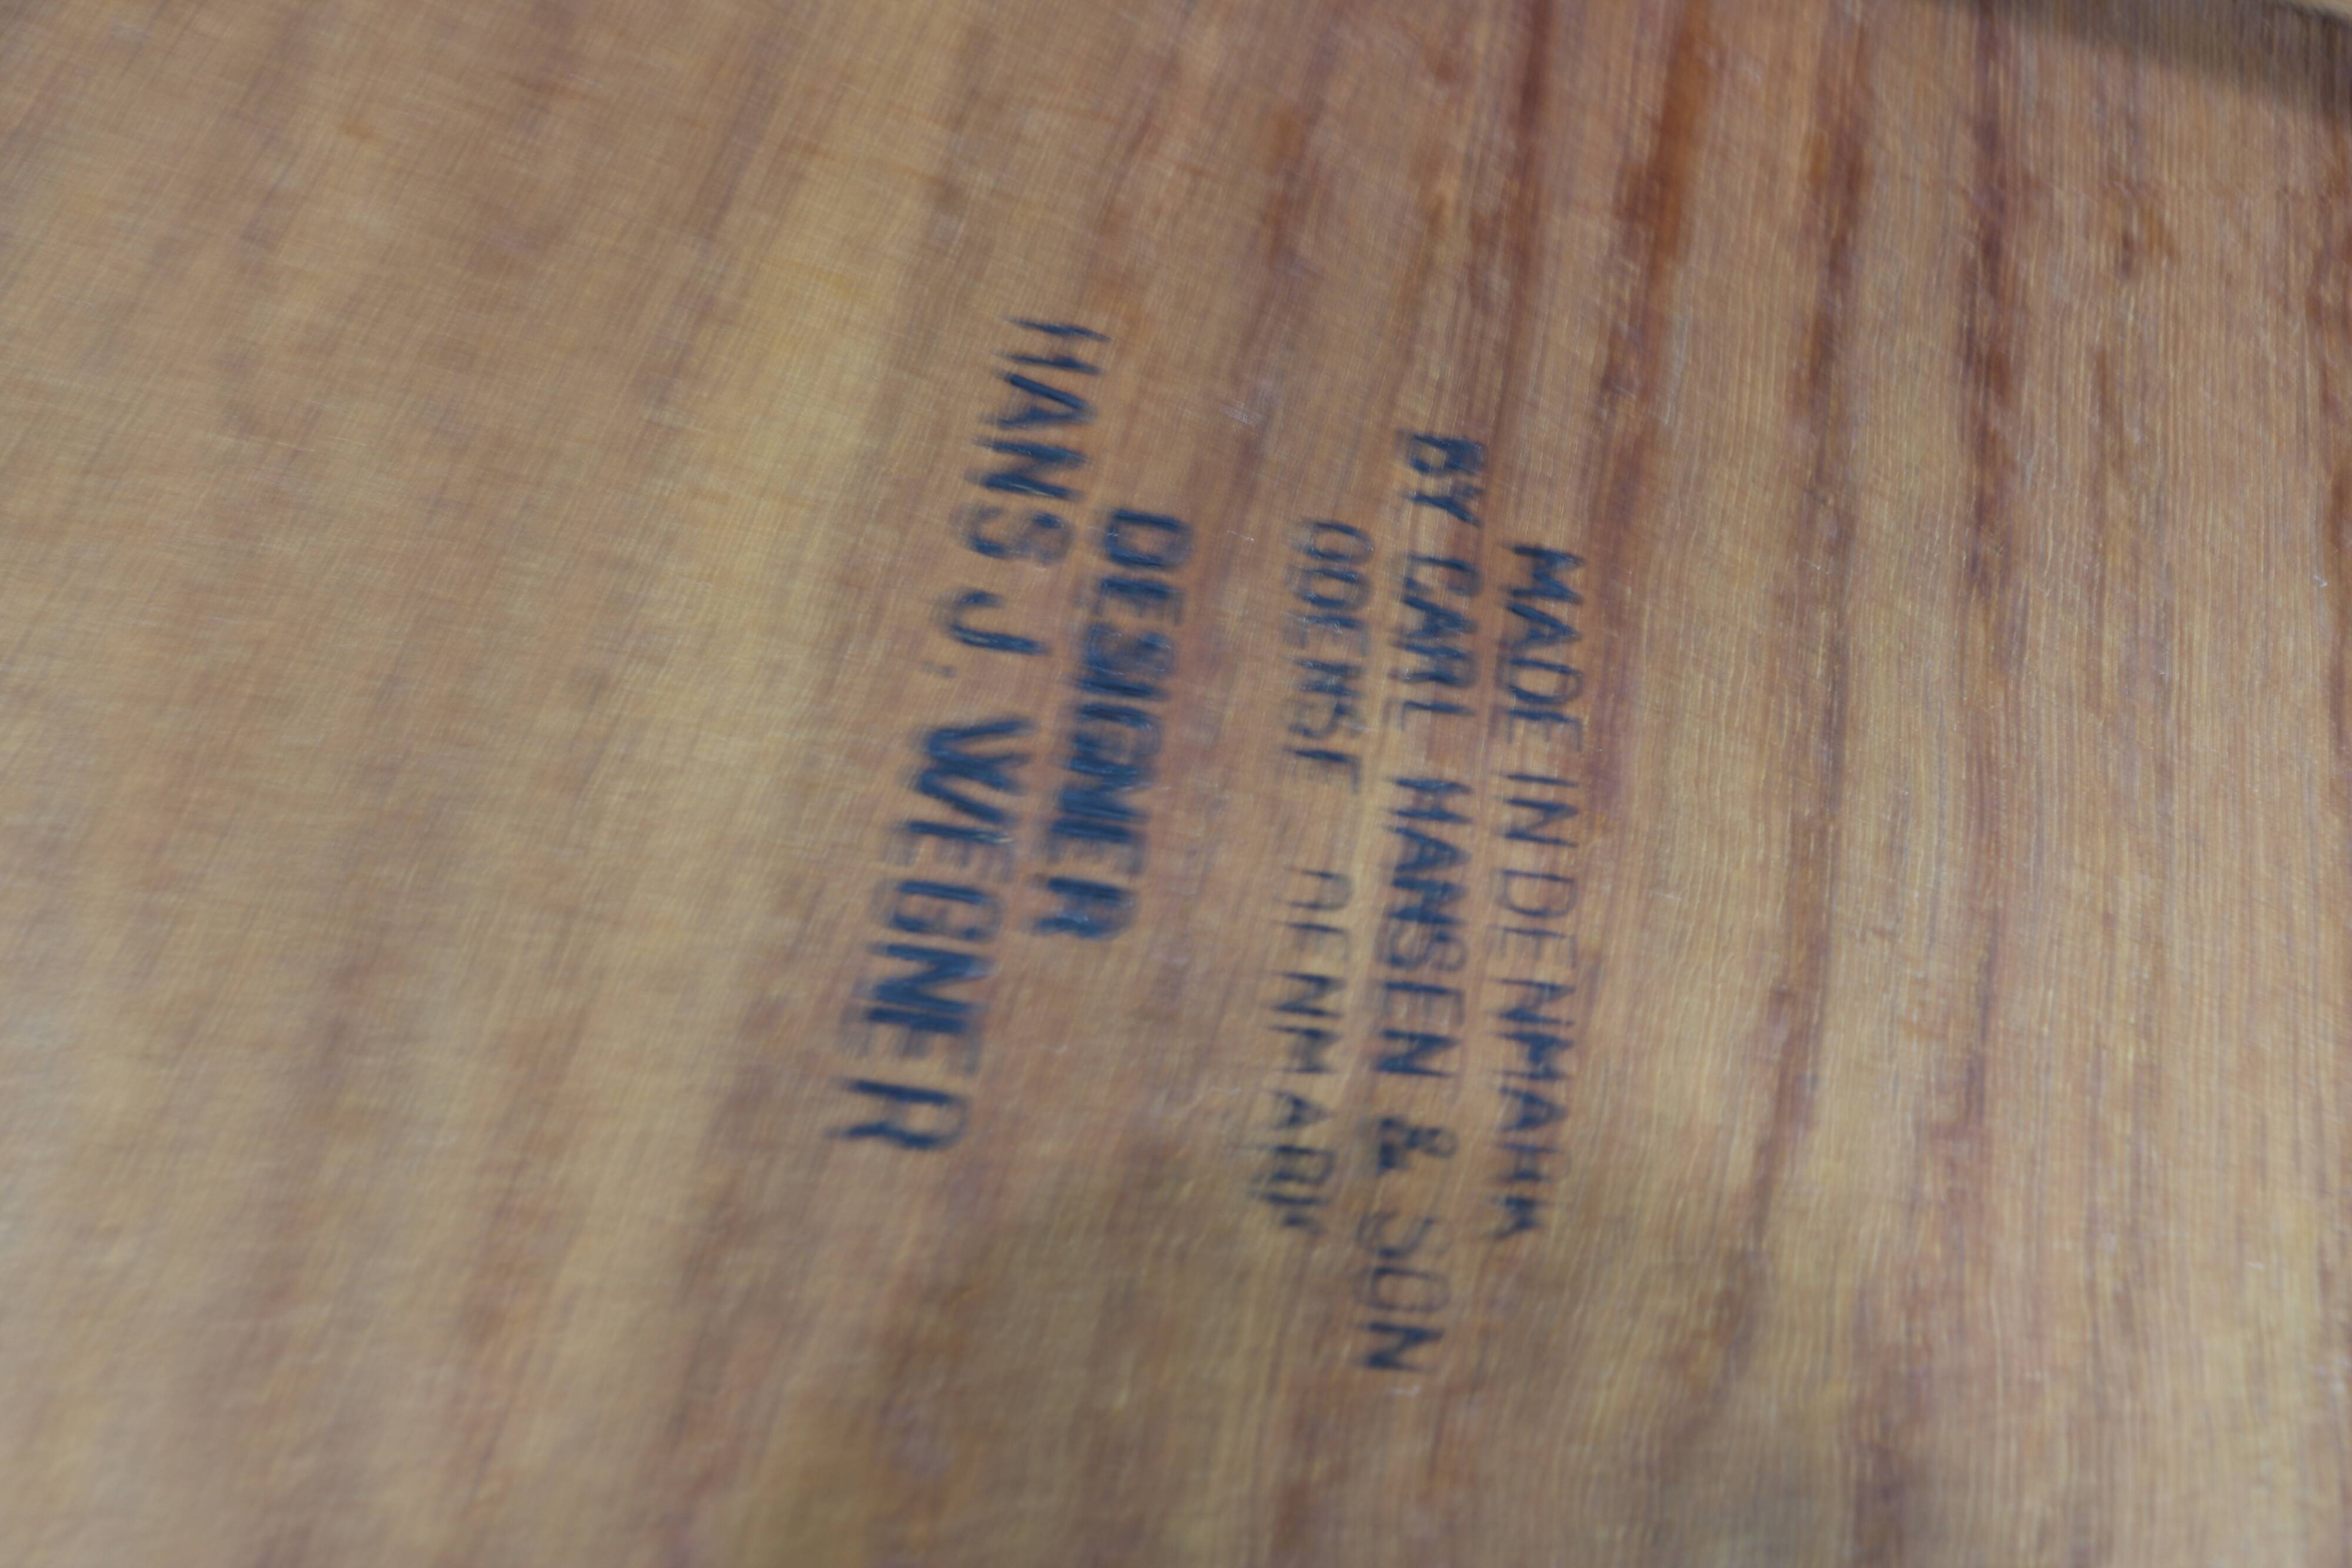 MADE IN DENMARK
BY CARL HANSEN & SON
ODENSE DENMARK
DESIGNER
HANS J. WEGNER